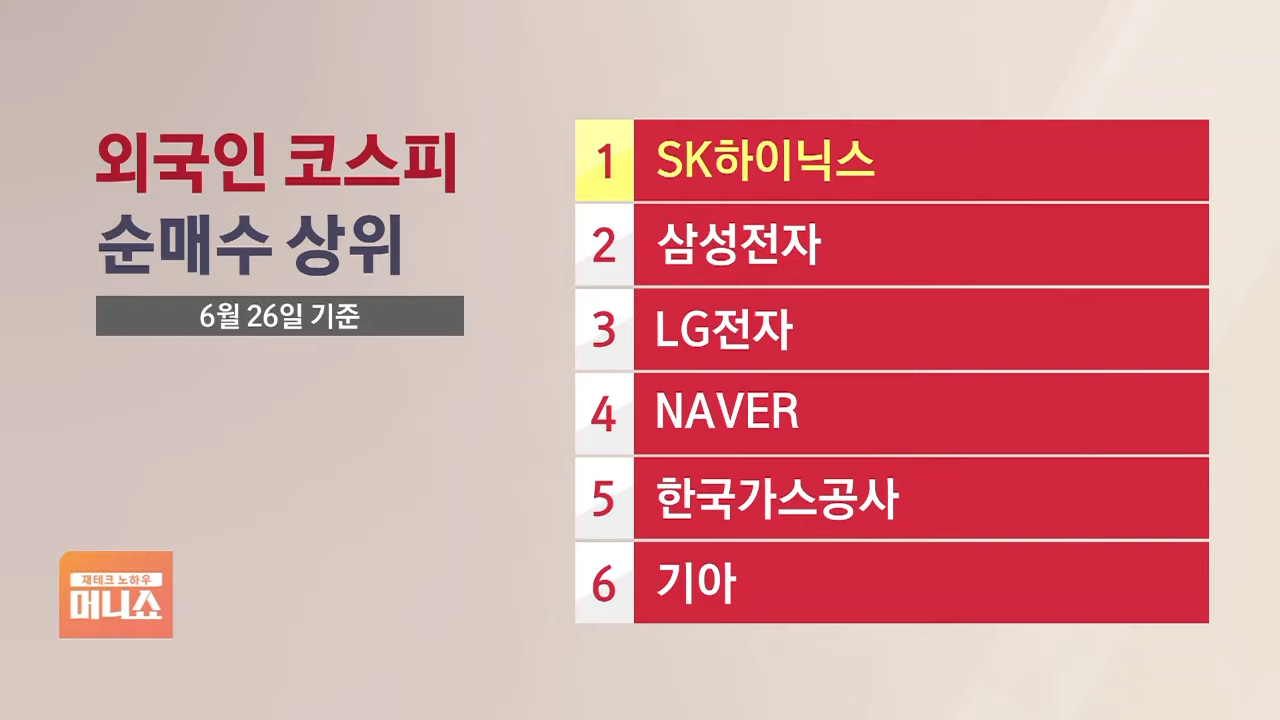 외국인 코스피
순매수 상위
6월 26일 기준
1 SK하이닉스
2 삼성전자
3 LG전자
4 NAVER
5 한국가스공사
6 기아
재테크 노하우
머니쇼